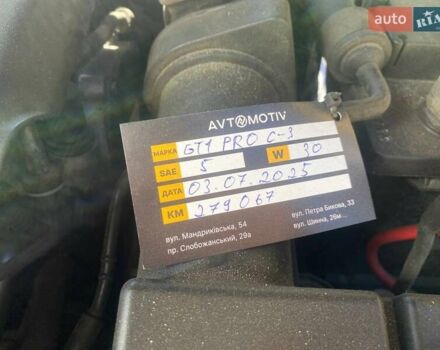 auto RIA
AVTOMOTIV
МАРКА GT1 PRO C-3
SAE 5 W 30
ДАТА 03.07.2025
КМ 279067
вул. Мандриківська, 54
пр. Слобожанський, 29а
вул. Петра Бикова, 33
вул. Шинна, 26м